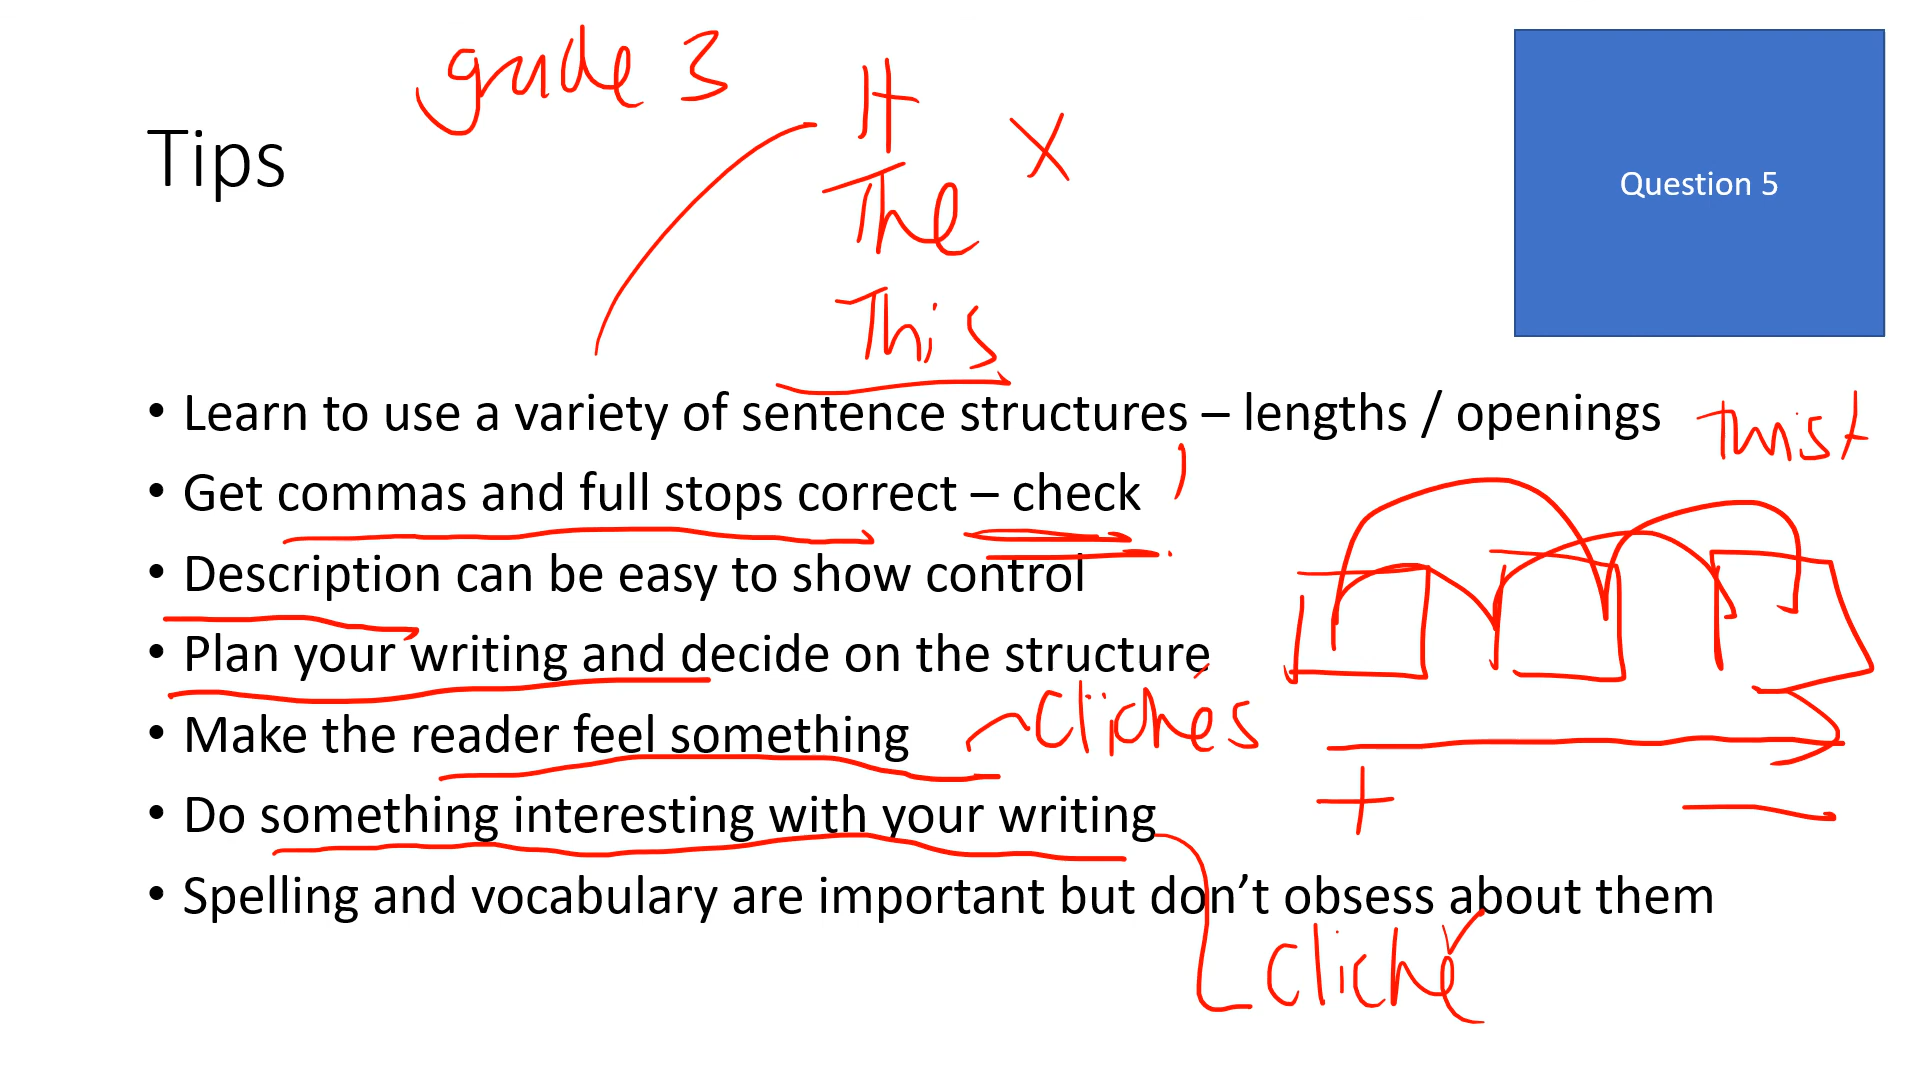 grade 3
It
X
The
Tips
Question 5
This
• Learn to use a variety of sentence structures – lengths / openings
twist
• Get commas and full stops correct – check
,
• Description can be easy to show control
• Plan your writing and decide on the structure
• Make the reader feel something
clichés
• Do something interesting with your writing
+ –
• Spelling and vocabulary are important but don’t obsess about them
cliché